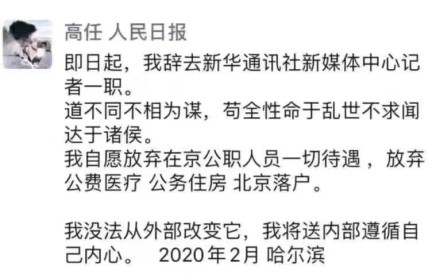 高任 人民日报
即日起，我辞去新华通讯社新媒体中心记
者一职。
道不同不相为谋，苟全性命于乱世不求闻
达于诸侯。
我自愿放弃在京公职人员一切待遇 ，放弃
公费医疗 公务住房 北京落户。
我没法从外部改变它，我将送内部遵循自
己内心。 2020年2月 哈尔滨